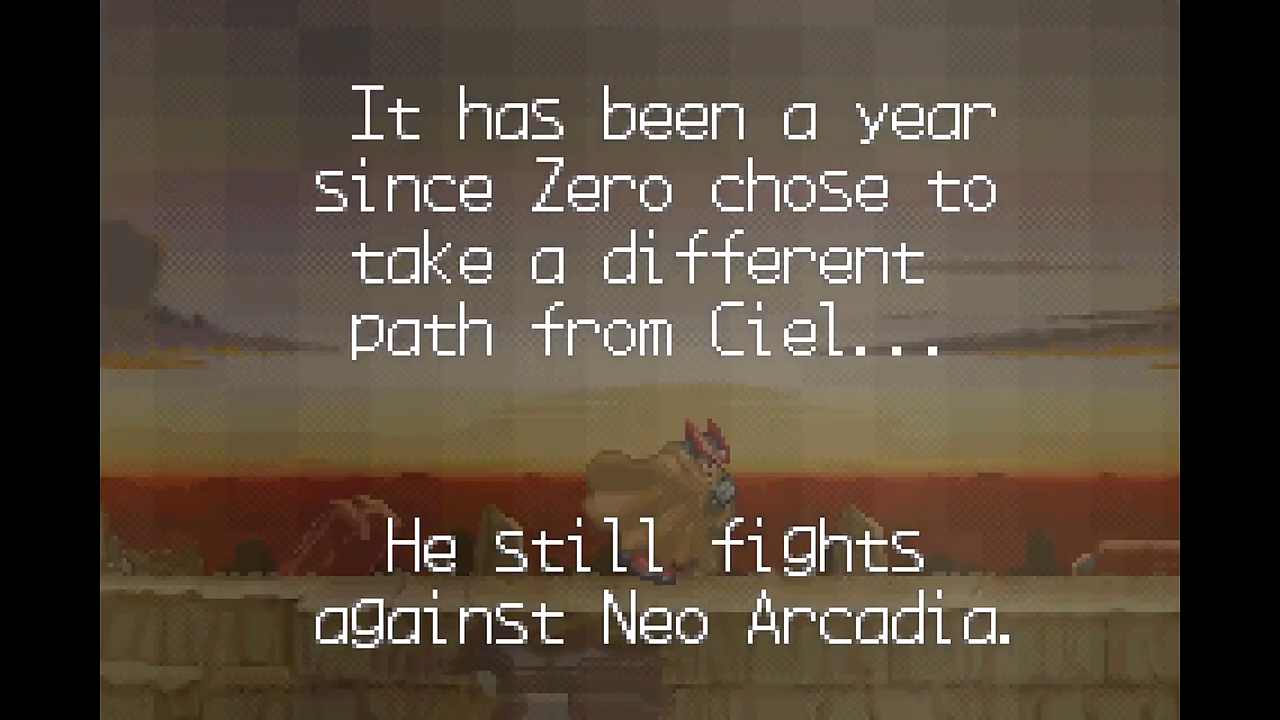 It has been a year
since Zero chose to
take a different
path from Ciel...
He still fights
against Neo Arcadia.